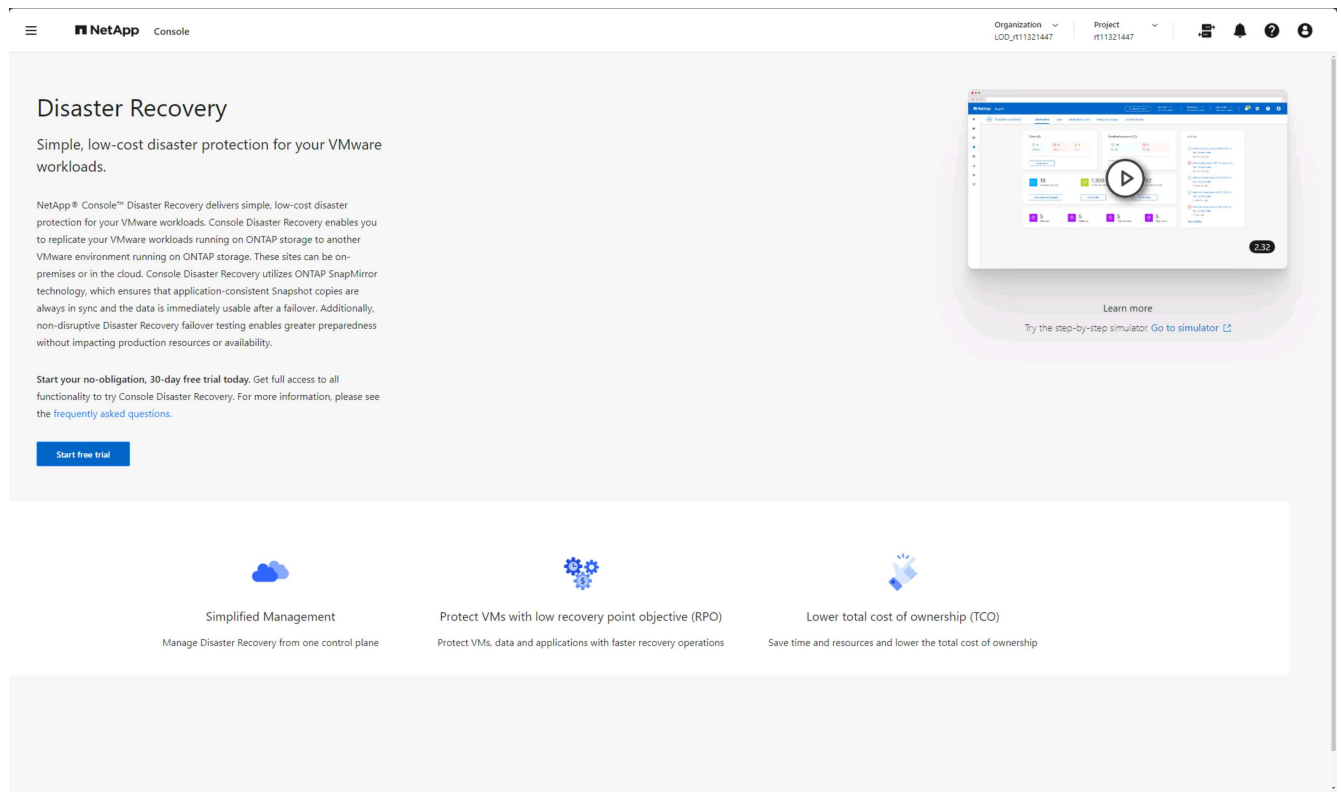 NetApp Console
Organization
LOD_rt11321447
Project
rt11321447
Disaster Recovery
Simple, low-cost disaster protection for your VMware
workloads.
NetApp® Console™ Disaster Recovery delivers simple, low-cost disaster
protection for your VMware workloads. Console Disaster Recovery enables you
to replicate your VMware workloads running on ONTAP storage to another
VMware environment running on ONTAP storage. These sites can be on-
premises or in the cloud. Console Disaster Recovery utilizes ONTAP SnapMirror
technology, which ensures that application-consistent Snapshot copies are
always in sync and the data is immediately usable after a failover. Additionally,
non-disruptive Disaster Recovery failover testing enables greater preparedness
without impacting production resources or availability.
Start your no-obligation, 30-day free trial today. Get full access to all
functionality to try Console Disaster Recovery. For more information, please see
the frequently asked questions.
Start free trial
2.32
Learn more
Try the step-by-step simulator. Go to simulator
Simplified Management
Manage Disaster Recovery from one control plane
Protect VMs with low recovery point objective (RPO)
Protect VMs, data and applications with faster recovery operations
Lower total cost of ownership (TCO)
Save time and resources and lower the total cost of ownership